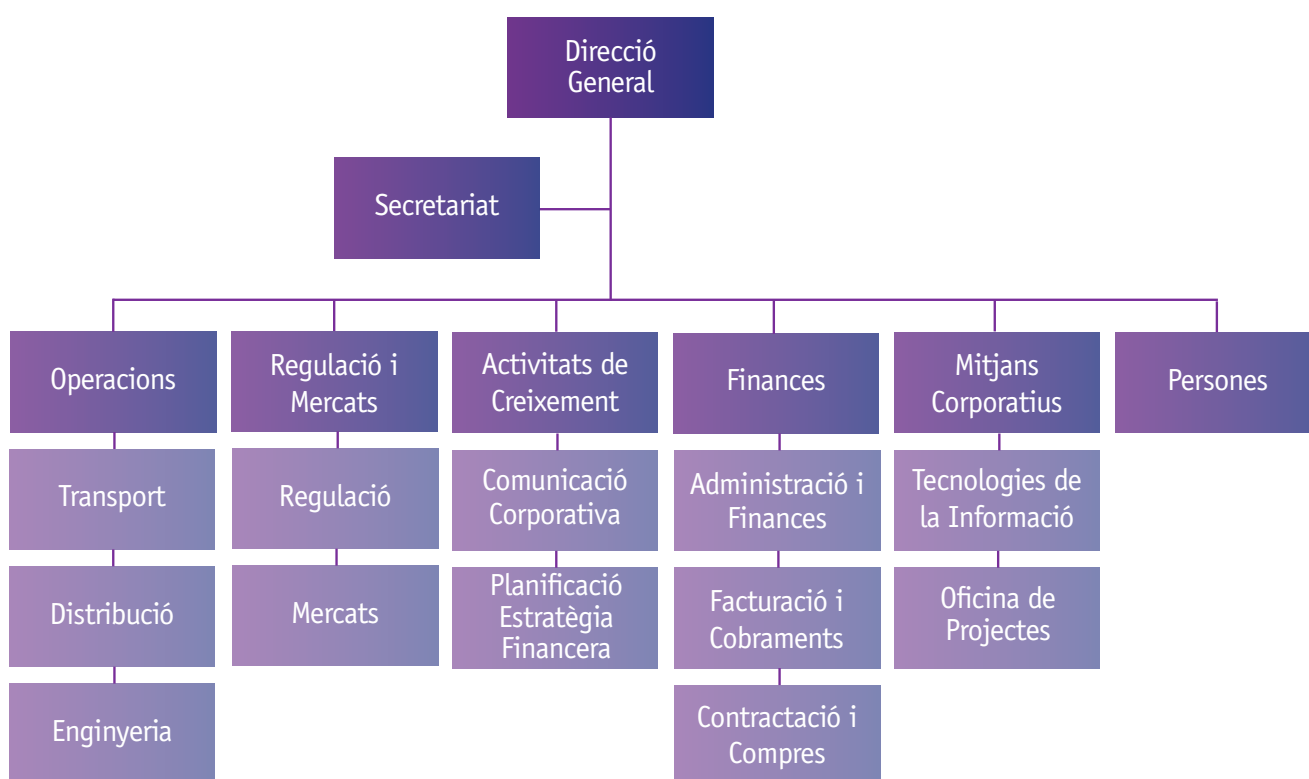 Direcció
General
Secretariat
Operacions
Regulació i
Mercats
Activitats de
Creixement
Finances
Mitjans
Corporatius
Persones
Transport
Regulació
Comunicació
Corporativa
Administració i
Finances
Tecnologies de
la Informació
Distribució
Mercats
Planificació
Estratègia
Financera
Facturació i
Cobraments
Oficina de
Projectes
Enginyeria
Contractació i
Compres